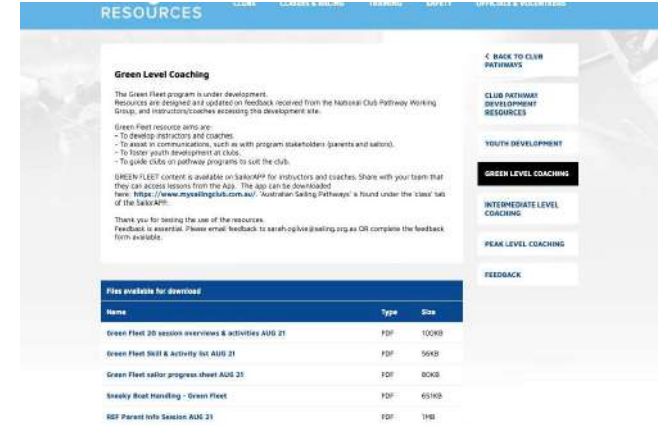 RESOURCES
CLUBS
CLASSES & RACING
TRAINING
SAFETY
OFFICIALS & VOLUNTEERS
Green Level Coaching
The Green Fleet program is under development.
Resources are designed and updated on feedback received from the National Club Pathway Working
Group, and instructors/coaches accessing this development site.
Green Fleet resource aims are:
- To develop instructors and coaches.
- To assist in communications, such as with program stakeholders (parents and sailors).
- To foster youth development at clubs.
- To guide clubs on pathway programs to suit the club.
GREEN FLEET content is available on SailorAPP for instructors and coaches. Share with your team that
they can access lessons from the App. The app can be downloaded
here: https://www.mysailingclub.com.au/. 'Australian Sailing Pathways' is found under the 'class' tab
of the SailorAPP.
Thank you for testing the use of the resources.
Feedback is essential. Please email feedback to sarah.ogilvie@sailing.org.au OR complete the feedback
form available.
< BACK TO CLUB
PATHWAYS
CLUB PATHWAY
DEVELOPMENT
RESOURCES
YOUTH DEVELOPMENT
GREEN LEVEL COACHING
INTERMEDIATE LEVEL
COACHING
PEAK LEVEL COACHING
FEEDBACK
Files available for download
Name Type Size
Green Fleet 20 session overviews & activities AUG 21 PDF 100KB
Green Fleet Skill & Activity list AUG 21 PDF 56KB
Green Fleet sailor progress sheet AUG 21 PDF 80KB
Sneaky Boat Handling - Green Fleet PDF 651KB
REF Parent Info Session AUG 21 PDF 1MB